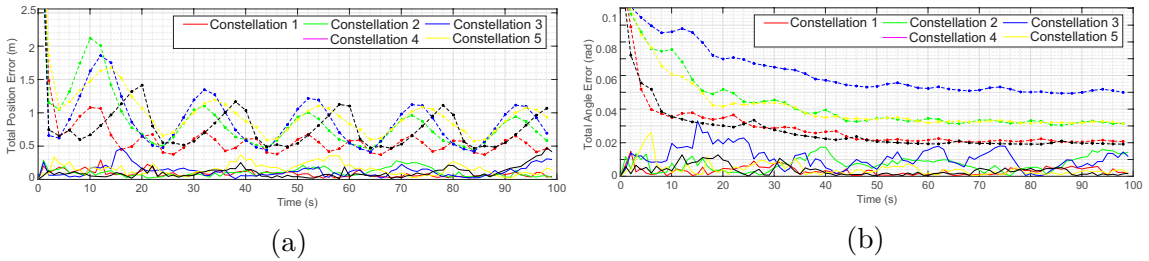 2.5
2
1.5
1
0.5
0
Total Position Error (m)
0 10 20 30 40 50 60 70 80 90 100
Time (s)
Constellation 1 Constellation 2 Constellation 3
Constellation 4 Constellation 5
(a)
0.1
0.08
0.06
0.04
0.02
0
Total Angle Error (rad)
0 10 20 30 40 50 60 70 80 90 100
Time (s)
Constellation 1 Constellation 2 Constellation 3
Constellation 4 Constellation 5
(b)